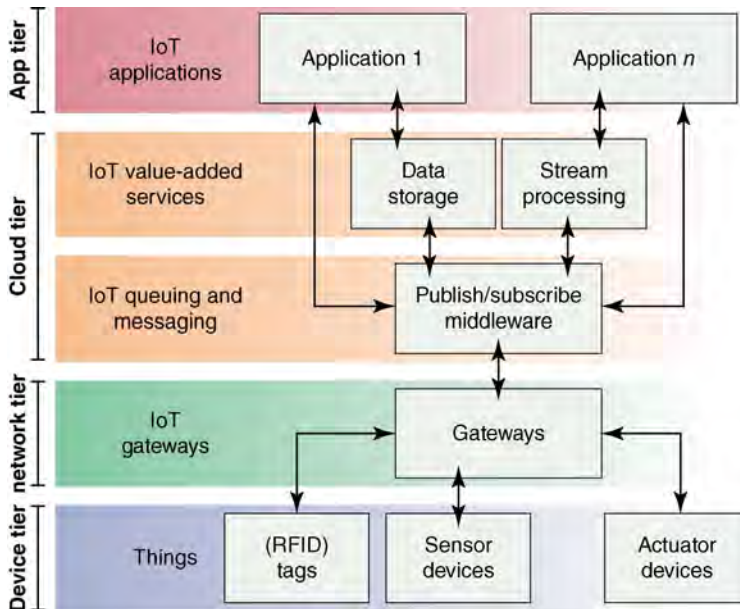 App tier
IoT
applications
Application 1
Application n
Cloud tier
IoT value-added
services
Data
storage
Stream
processing
IoT queuing and
messaging
Publish/subscribe
middleware
network tier
IoT
gateways
Gateways
Device tier
Things
(RFID)
tags
Sensor
devices
Actuator
devices